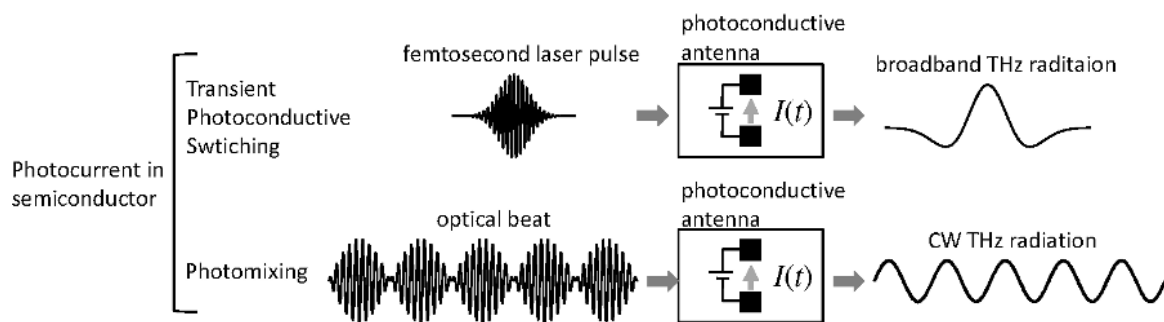 photoconductive
antenna
femtosecond laser pulse
broadband THz raditaion
Transient
Photoconductive
Swtiching
I(t)
Photocurrent in
semiconductor
photoconductive
antenna
optical beat
CW THz radiation
Photomixing
I(t)